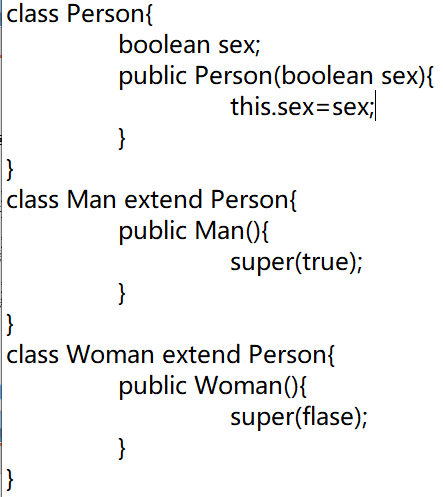 class Person{
boolean sex;
public Person(boolean sex){
this.sex=sex;
}
}
class Man extend Person{
public Man(){
super(true);
}
}
class Woman extend Person{
public Woman(){
super(flase);
}
}